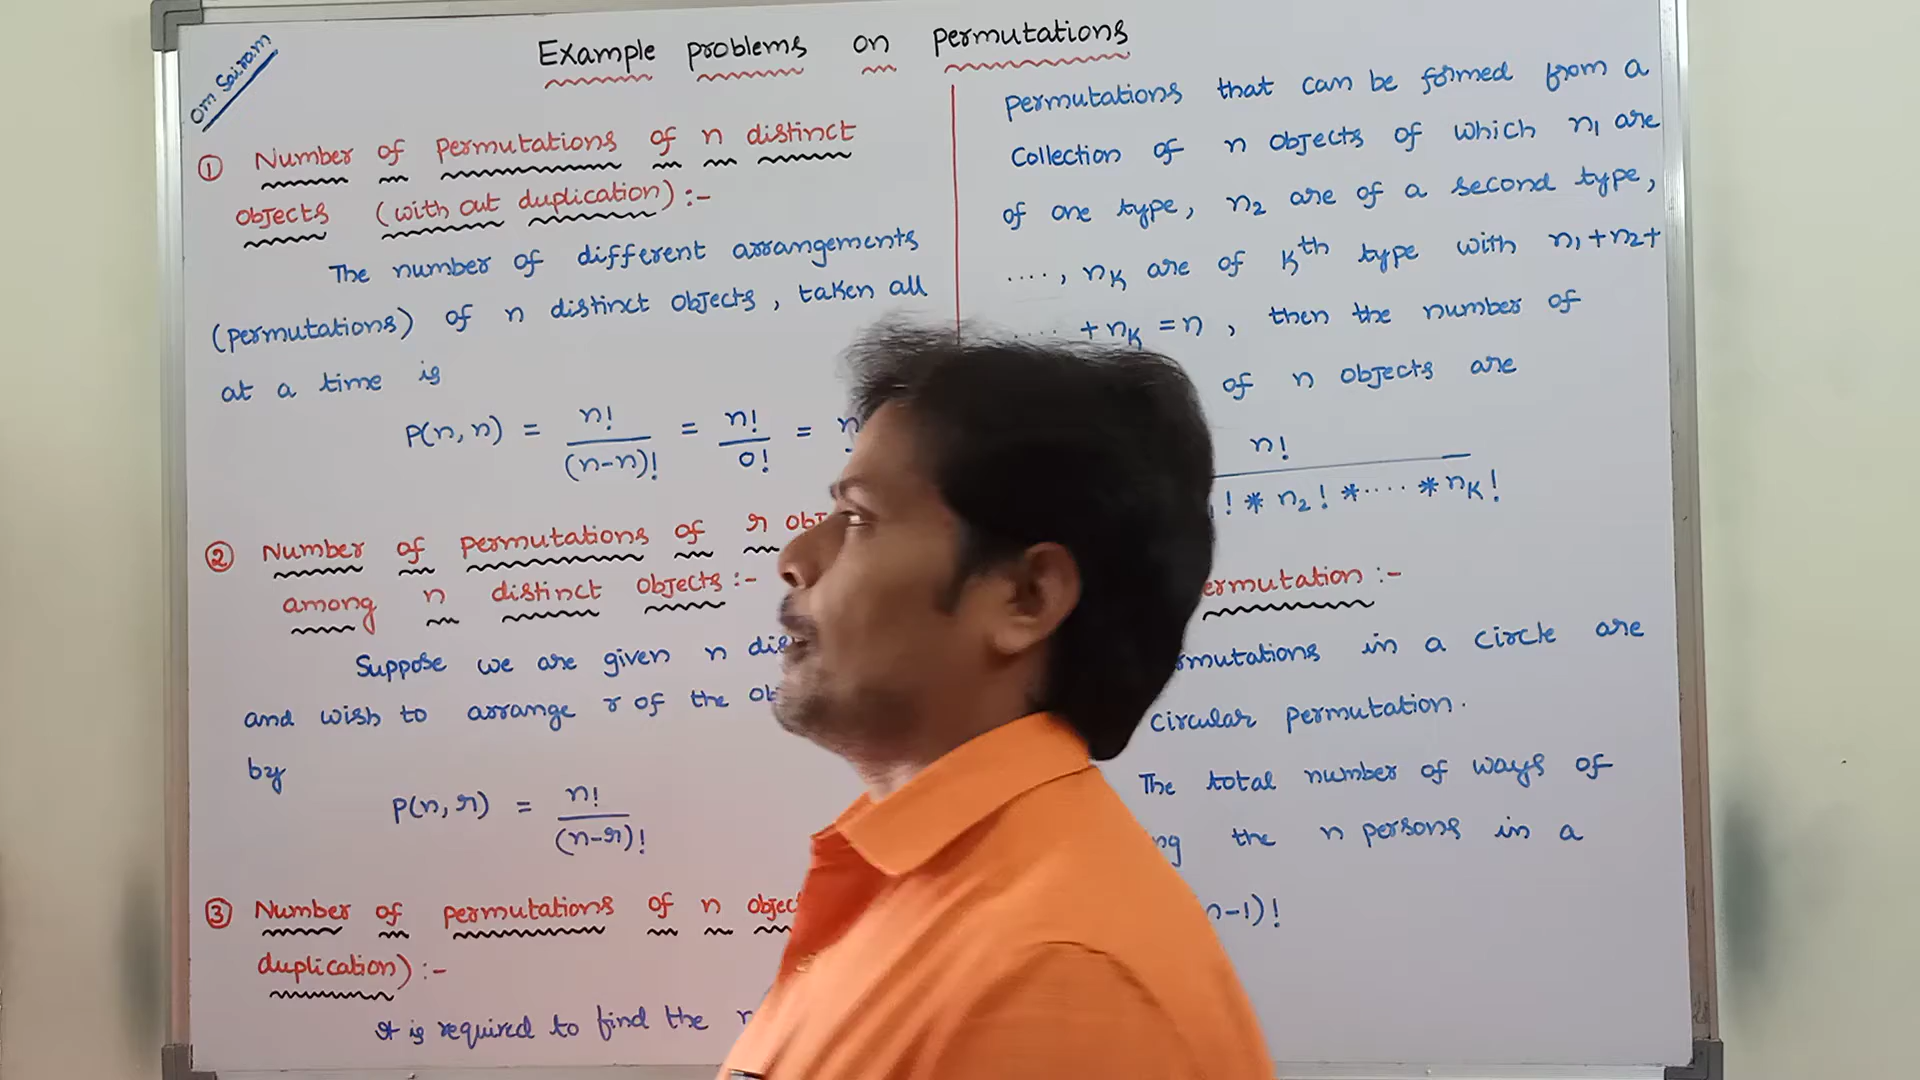 Om Sairam
Example problems on permutations
① Number of permutations of n distinct
objects (with out duplication) :-
The number of different arrangements
(permutations) of n distinct objects, taken all
at a time is
P(n, n) = n! / (n-n)! = n! / 0! = n
② Number of permutations of r
among n distinct objects :-
Suppose we are given n
and wish to arrange r of the
by
P(n, r) = n! / (n-r)!
③ Number of permutations of n
duplication) :-
It is required to find the
permutations that can be formed from a
collection of n objects of which n₁ are
of one type, n₂ are of a second type,
...., nₖ are of kᵗʰ type with n₁+n₂+
.... +nₖ = n, then the number of
of n objects are
n!
! * n₂! *.... * nₖ!
ermutation :-
mutations in a circle are
circular permutation.
The total number of ways of
ng the n persons in a
n-1)!